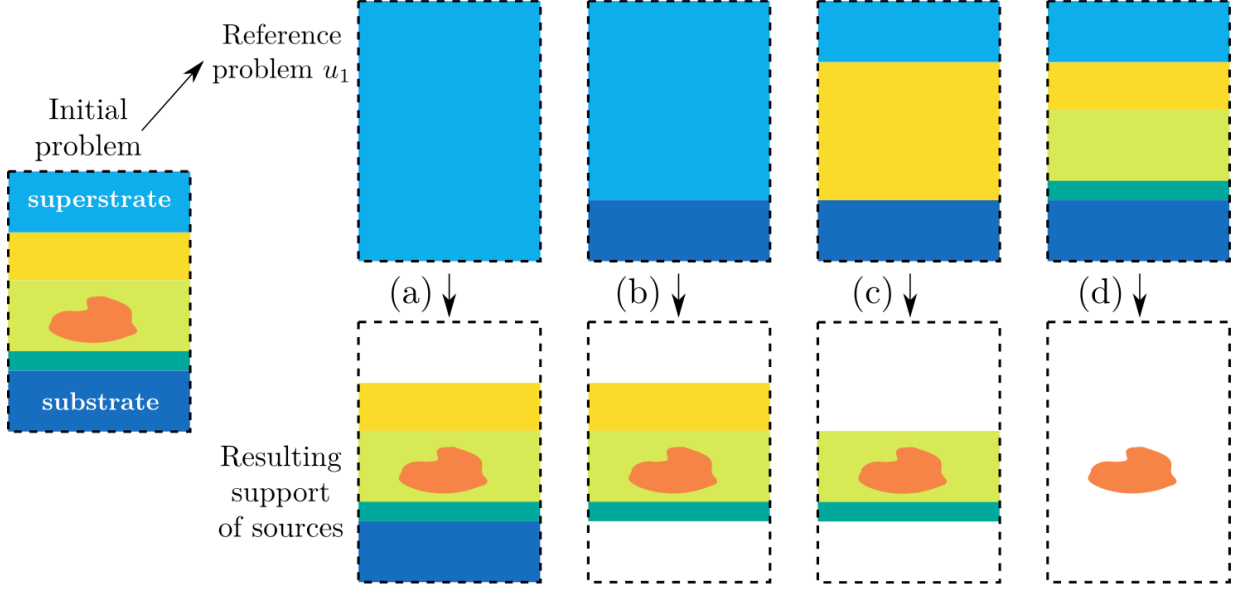 Reference
problem u₁
Initial
problem
superstrate
substrate
(a)
(b)
(c)
(d)
Resulting
support
of sources